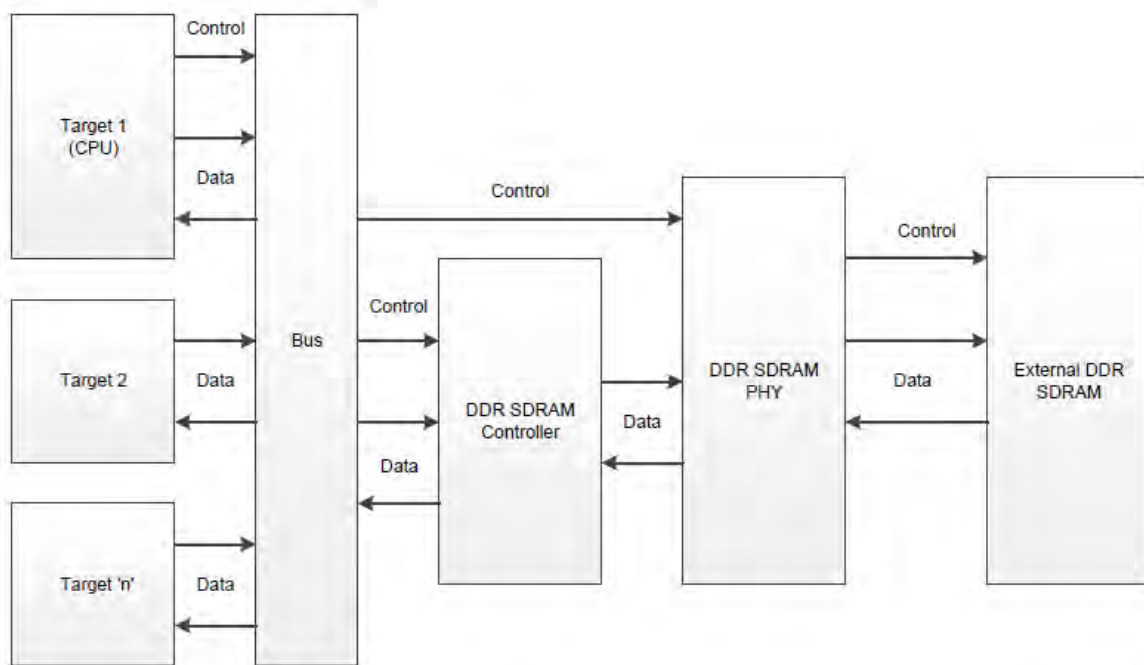 Control
Target 1
(CPU)
Data
Control
Control
Control
Bus
Target 2
Data
DDR SDRAM
Controller
Data
Data
DDR SDRAM
PHY
Data
External DDR
SDRAM
Target 'n'
Data